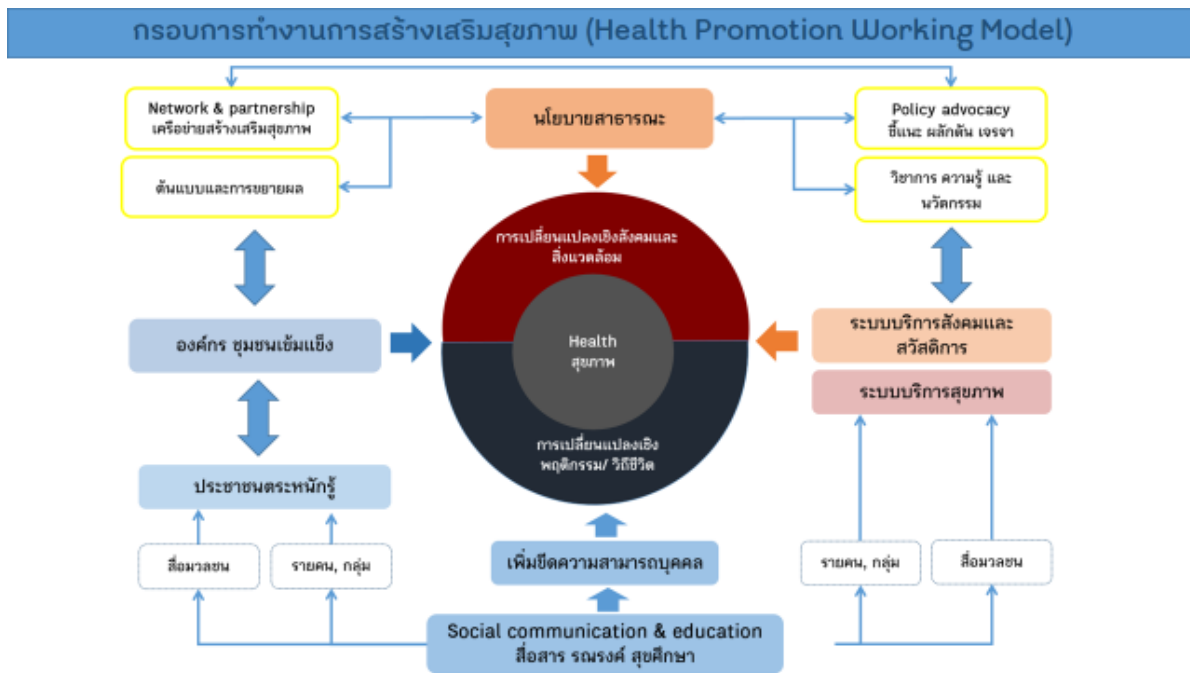 กรอบการทำงานการสร้างเสริมสุขภาพ (Health Promotion Working Model)
Network & partnership
เครือข่ายสร้างเสริมสุขภาพ
นโยบายสาธารณะ
Policy advocacy
ชี้แนะ ผลักดัน เจรจา
ต้นแบบและการขยายผล
วิชาการ ความรู้ และ
นวัตกรรม
การเปลี่ยนแปลงเชิงสังคมและ
สิ่งแวดล้อม
องค์กร ชุมชนเข้มแข็ง
Health
สุขภาพ
ระบบบริการสังคมและ
สวัสดิการ
ระบบบริการสุขภาพ
การเปลี่ยนแปลงเชิง
พฤติกรรม/ วิถีชีวิต
ประชาชนตระหนักรู้
สื่อมวลชน
รายคน, กลุ่ม
เพิ่มขีดความสามารถบุคคล
รายคน, กลุ่ม
สื่อมวลชน
Social communication & education
สื่อสาร รณรงค์ สุขศึกษา